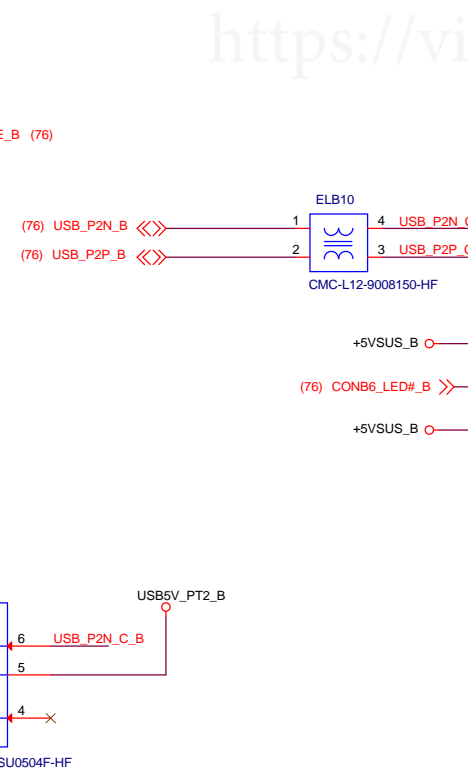 https://vi
E_B (76)
ELB10
(76) USB_P2N_B
1
4
USB_P2N_C
(76) USB_P2P_B
2
3
USB_P2P_C
CMC-L12-9008150-HF
+5VSUS_B
(76) CONB6_LED#_B
+5VSUS_B
USB5V_PT2_B
6
USB_P2N_C_B
5
4
SU0504F-HF